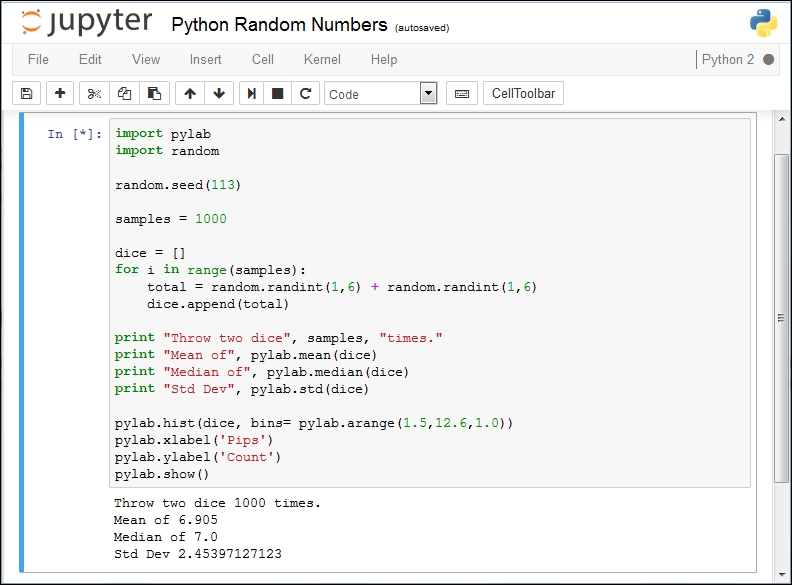 jupyter Python Random Numbers (autosaved)
File Edit View Insert Cell Kernel Help Python 2
Code CellToolbar
In [*]: import pylab
import random
random.seed(113)
samples = 1000
dice = []
for i in range(samples):
    total = random.randint(1,6) + random.randint(1,6)
    dice.append(total)
print "Throw two dice", samples, "times."
print "Mean of", pylab.mean(dice)
print "Median of", pylab.median(dice)
print "Std Dev", pylab.std(dice)
pylab.hist(dice, bins= pylab.arange(1.5,12.6,1.0))
pylab.xlabel('Pips')
pylab.ylabel('Count')
pylab.show()
Throw two dice 1000 times.
Mean of 6.905
Median of 7.0
Std Dev 2.45397127123